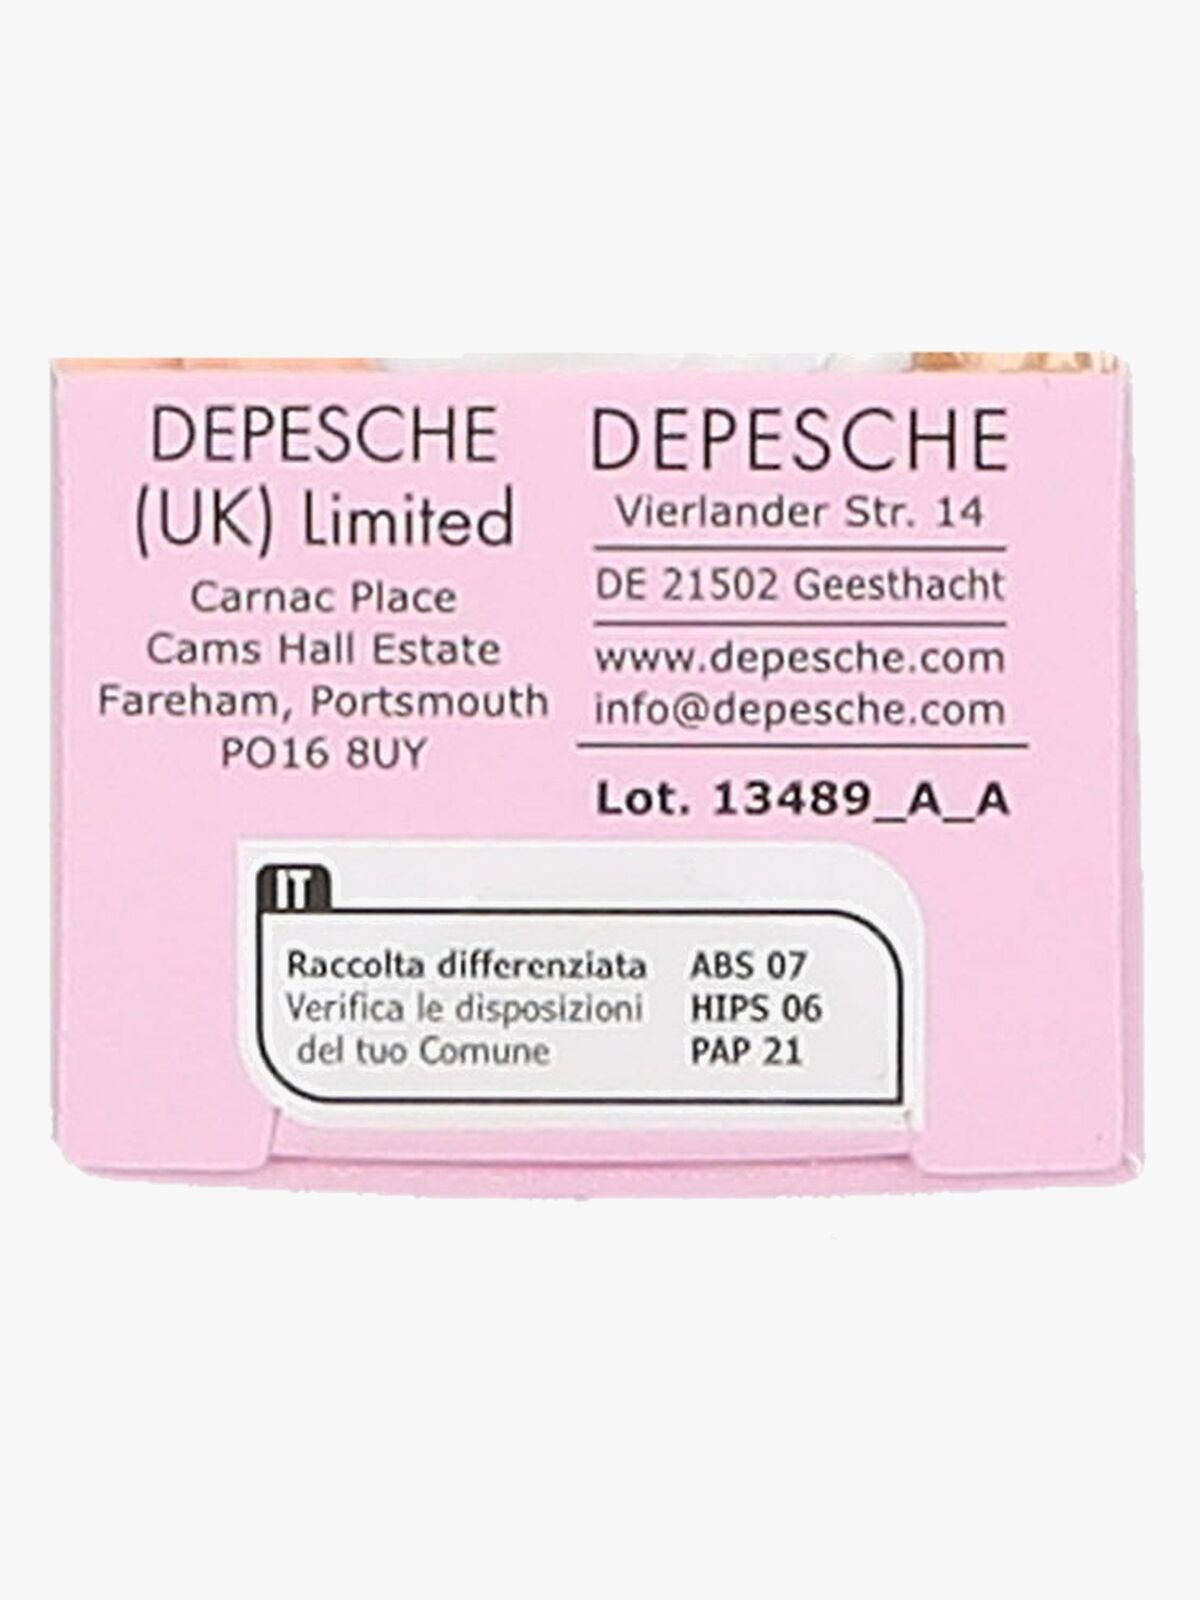 DEPESCHE
(UK) Limited
Carnac Place
Cams Hall Estate
Fareham, Portsmouth
PO16 8UY
DEPESCHE
Vierlander Str. 14
DE 21502 Geesthacht
www.depesche.com
info@depesche.com
Lot. 13489_A_A
IT
Raccolta differenziata ABS 07
Verifica le disposizioni HIPS 06
del tuo Comune PAP 21